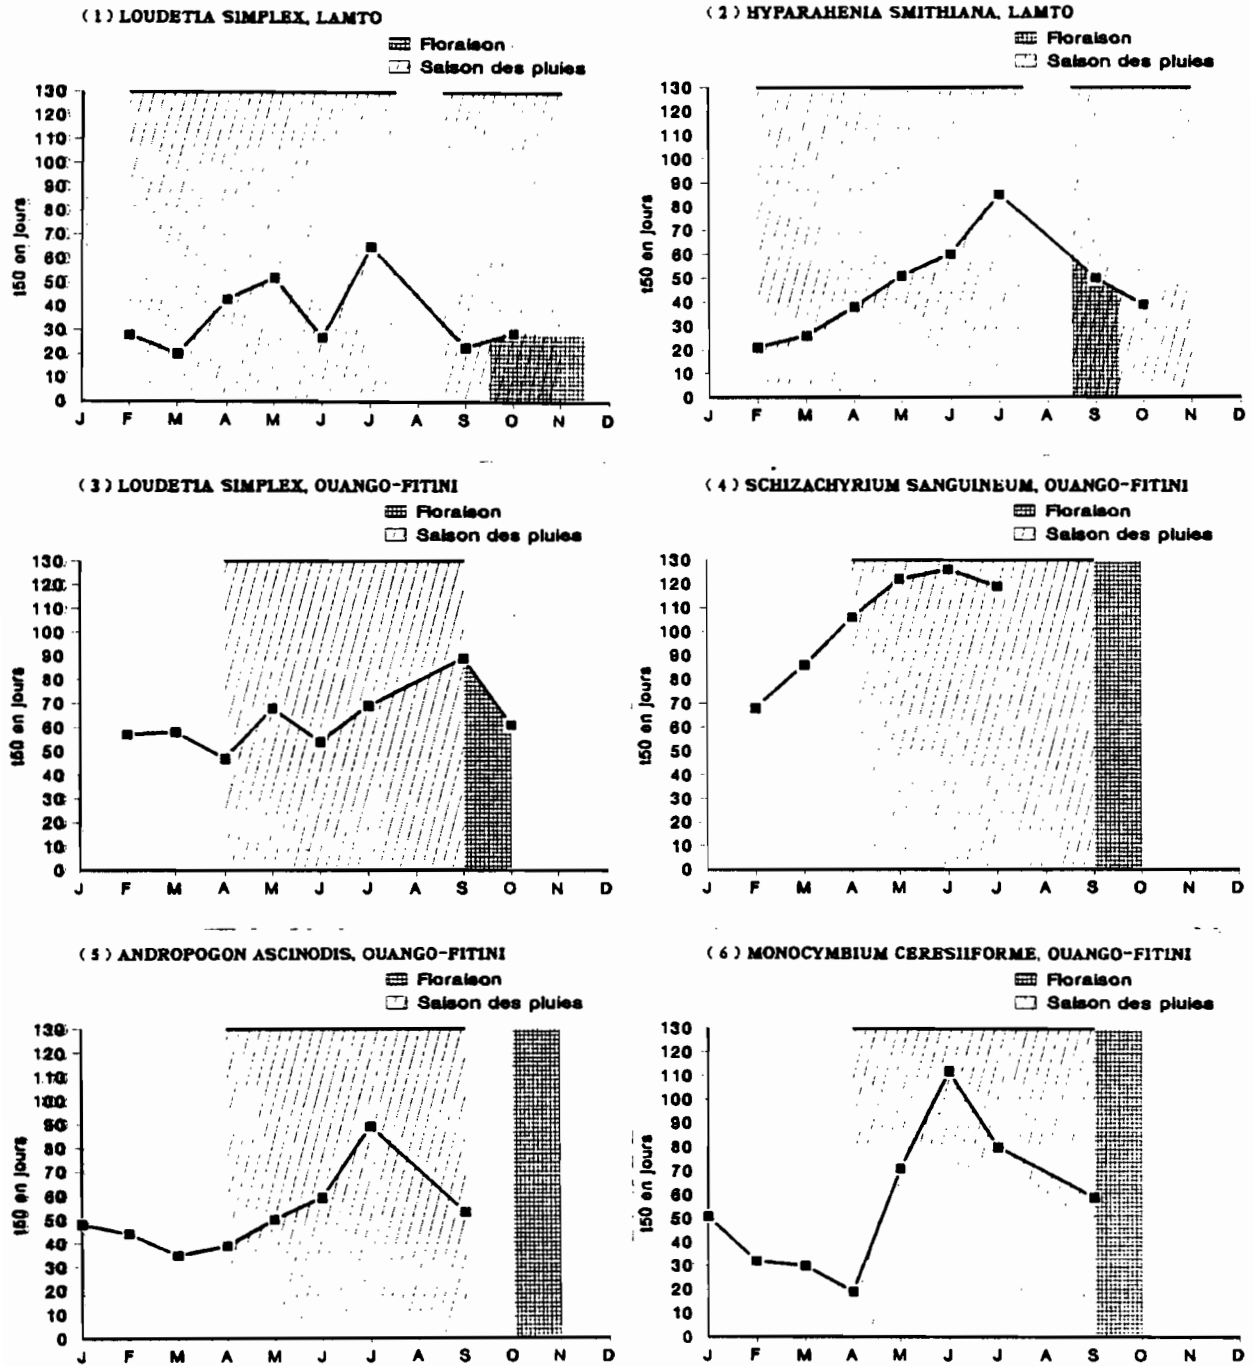 (1) LOUDETIA SIMPLEX, LAMTO
Floraison
Saison des pluies
130
120
110
100
90
80
70
60
50
40
30
20
10
0
t50 en jours
J F M A M J J A S O N D
(2) HYPARAHENIA SMITHIANA, LAMTO
Floraison
Saison des pluies
130
120
110
100
90
80
70
60
50
40
30
20
10
0
t50 en jours
J F M A M J J A S O N D
(3) LOUDETIA SIMPLEX, OUANGO-FITINI
Floraison
Saison des pluies
130
120
110
100
90
80
70
60
50
40
30
20
10
0
t50 en jours
J F M A M J J A S O N D
(4) SCHIZACHYRIUM SANGUINEUM, OUANGO-FITINI
Floraison
Saison des pluies
130
120
110
100
90
80
70
60
50
40
30
20
10
0
t50 en jours
J F M A M J J A S O N D
(5) ANDROPOGON ASCINODIS, OUANGO-FITINI
Floraison
Saison des pluies
130
120
110
100
90
80
70
60
50
40
30
20
10
0
t50 en jours
J F M A M J J A S O N D
(6) MONOCYMBIUM CERESIIFORME, OUANGO-FITINI
Floraison
Saison des pluies
130
120
110
100
90
80
70
60
50
40
30
20
10
0
t50 en jours
J F M A M J J A S O N D